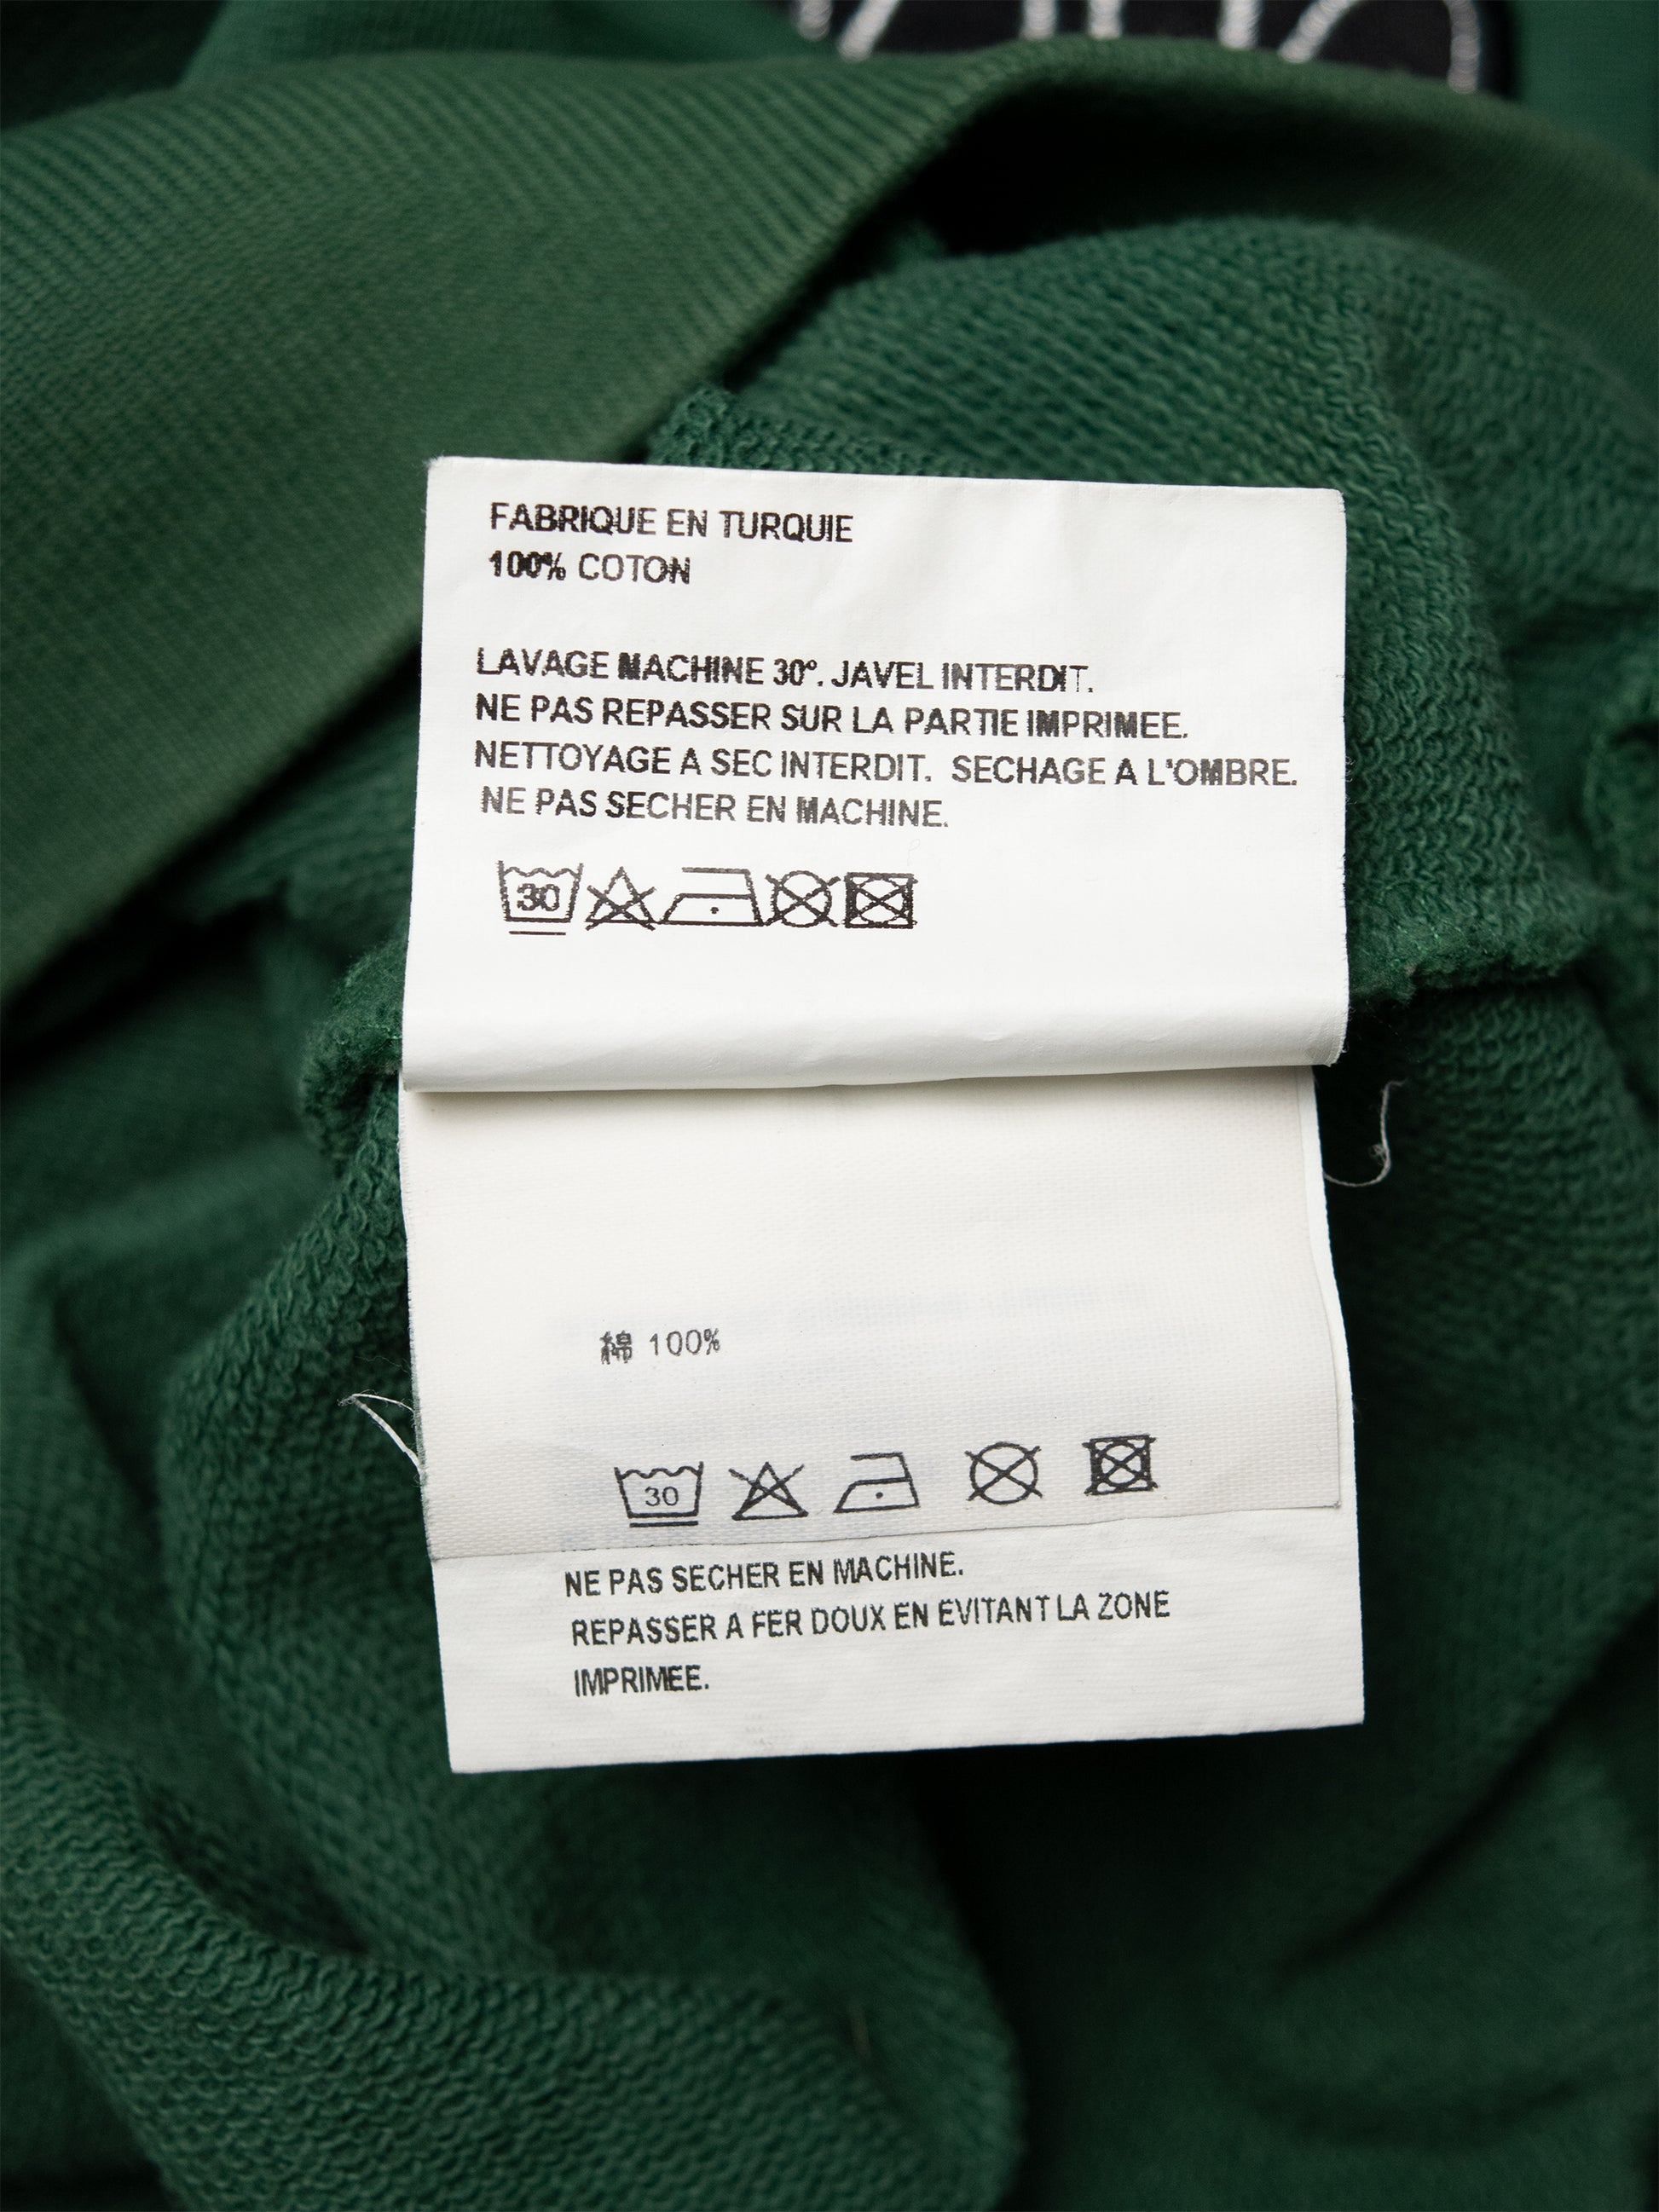 FABRIQUE EN TURQUIE
100% COTON
LAVAGE MACHINE 30°. JAVEL INTERDIT.
NE PAS REPASSER SUR LA PARTIE IMPRIMEE.
NETTOYAGE A SEC INTERDIT. SECHAGE A L'OMBRE.
NE PAS SECHER EN MACHINE.
30
綿 100%
30
NE PAS SECHER EN MACHINE.
REPASSER A FER DOUX EN EVITANT LA ZONE
IMPRIMEE.